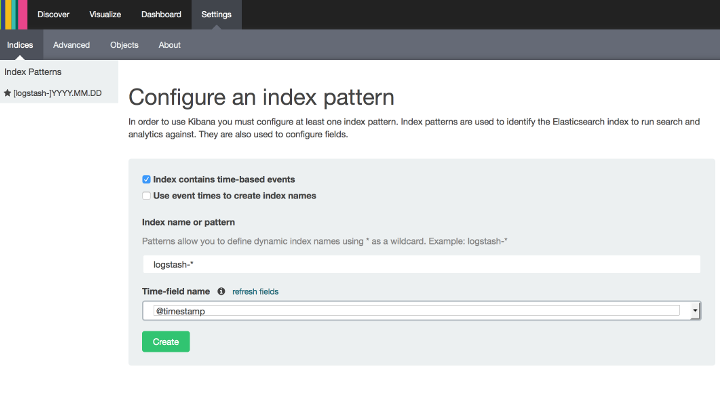 Discover Visualize Dashboard Settings
Indices Advanced Objects About
Index Patterns
[logstash-]YYYY.MM.DD
Configure an index pattern
In order to use Kibana you must configure at least one index pattern. Index patterns are used to identify the Elasticsearch index to run search and
analytics against. They are also used to configure fields.
Index contains time-based events
Use event times to create index names
Index name or pattern
Patterns allow you to define dynamic index names using * as a wildcard. Example: logstash-*
logstash-*
Time-field name refresh fields
@timestamp
Create